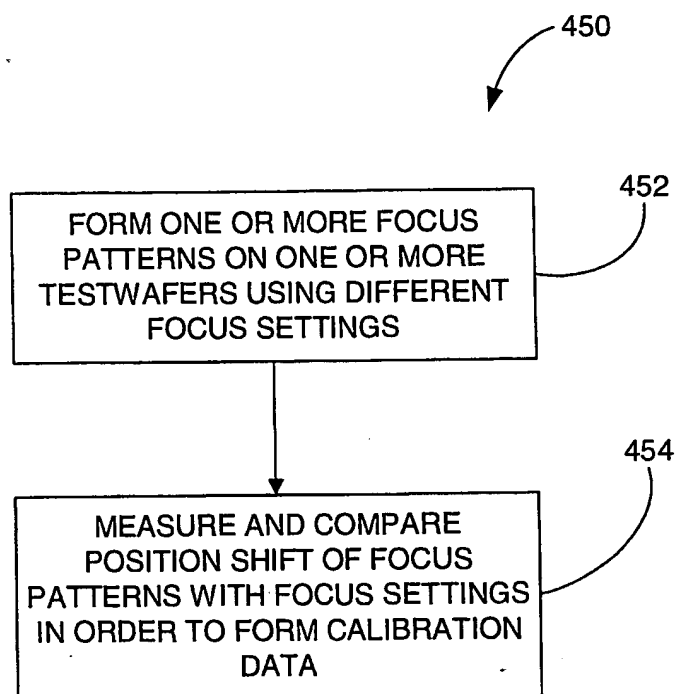 450
452
FORM ONE OR MORE FOCUS
PATTERNS ON ONE OR MORE
TESTWAFERS USING DIFFERENT
FOCUS SETTINGS
454
MEASURE AND COMPARE
POSITION SHIFT OF FOCUS
PATTERNS WITH FOCUS SETTINGS
IN ORDER TO FORM CALIBRATION
DATA